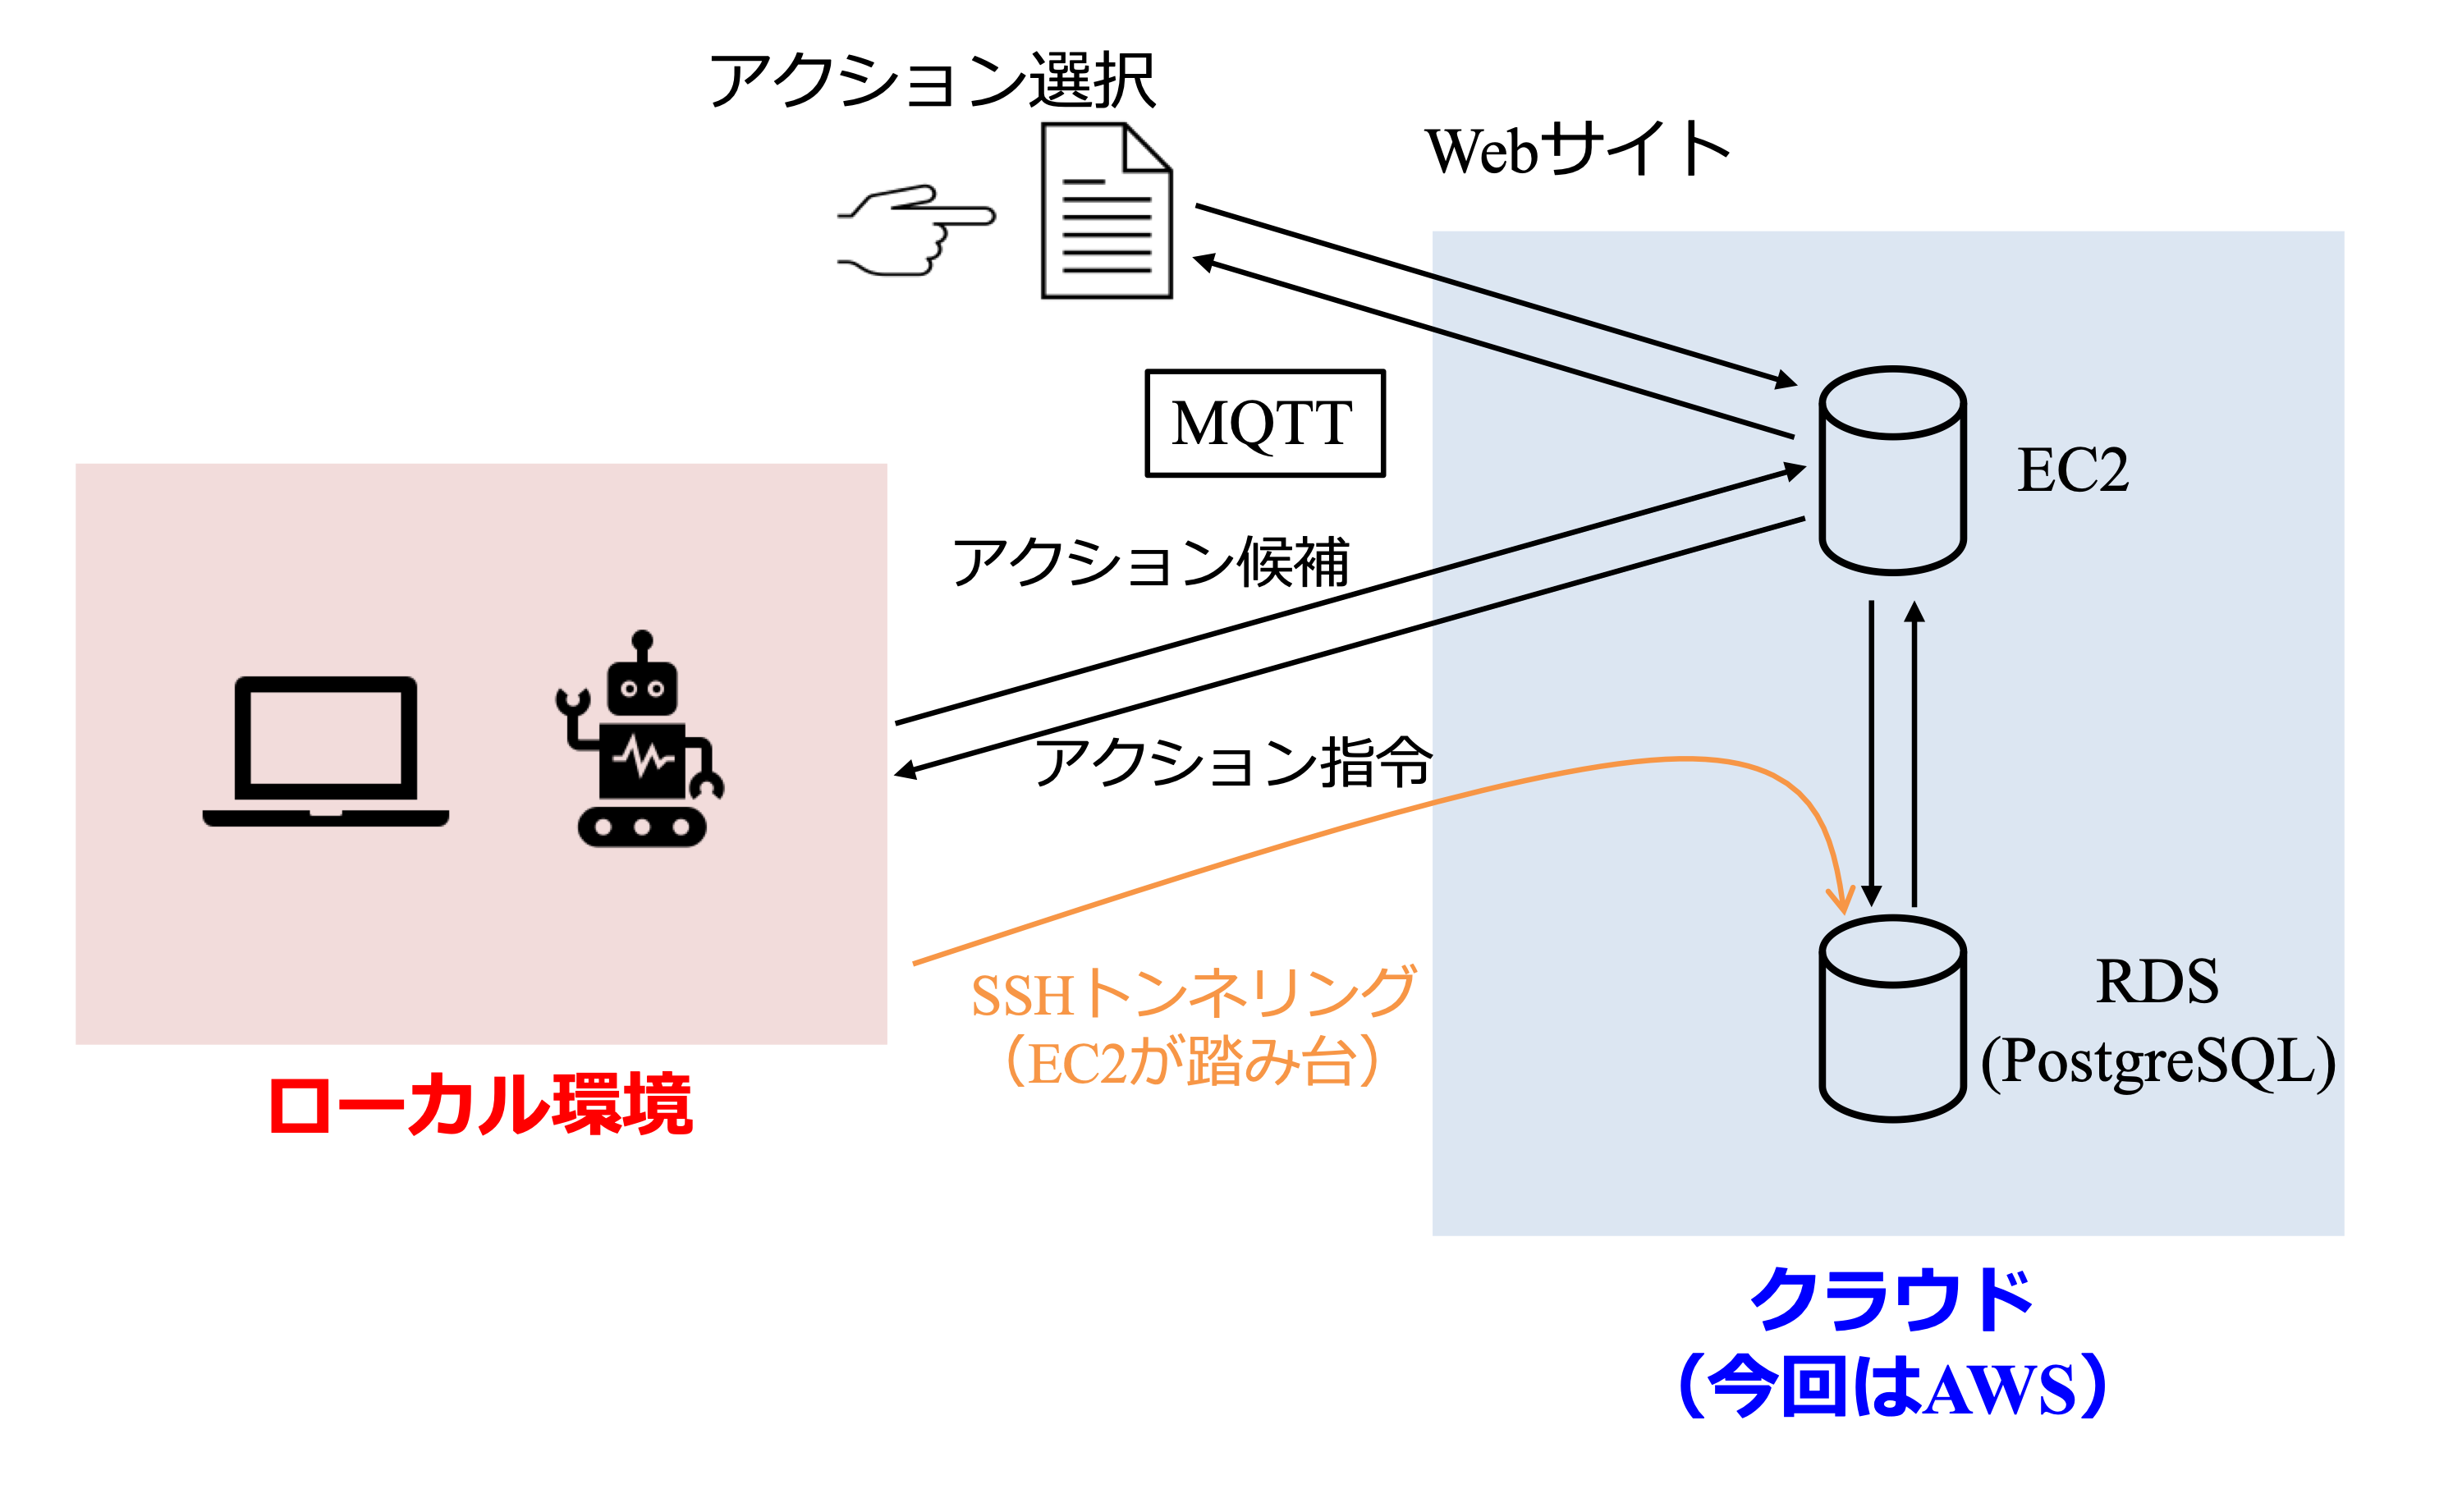 アクション選択
Webサイト
MQTT
EC2
アクション候補
アクション指令
SSHトンネリング
（EC2が踏み台）
RDS
(PostgreSQL)
ローカル環境
クラウド
（今回はAWS）